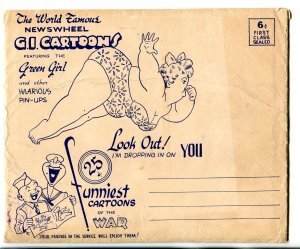 The World Famous
NEWSWHEEL
G.I. CARTOONS
FEATURING THE
Green Girl
and other
HILARIOUS
PIN-UPS
6¢
FIRST
CLASS
SEALED
Look Out!
I'M DROPPING IN ON YOU
25
funniest
CARTOONS
OF THE
WAR
YOUR FRIENDS IN THE SERVICE WILL ENJOY THEM!